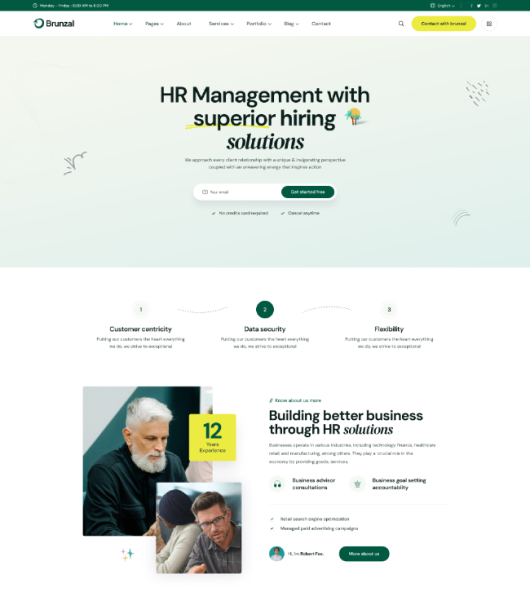 Monday - Friday : 8:00 AM to 6:00 PM
English
Brunzal
Home Pages About Services Portfolio Blog Contact
Contact with brunzal
HR Management with
superior hiring
solutions
We approach every client relationship with a unique & invigorating perspective
coupled with an unwavering energy that inspires action.
Your email
Get started free
No credits card required
Cancel anytime
1
2
3
Customer centricity
Data security
Flexibility
Putting our customers the heart everything
we do, we strive to exceptional
Putting our customers the heart everything
we do, we strive to exceptional
Putting our customers the heart everything
we do, we strive to exceptional
12
Years
Experience
Know about us more
Building better business
through HR solutions
Businesses operate in various industries, including technology finance, healthcare
retail and manufacturing, among others. They play a crucial role in the
economy by providing goods, services.
Business advisor
consultations
Business goal setting
accountability
Retail search engine optimization
Managed paid advertising campaigns
Hi, I'm Robert Fox.
More about us